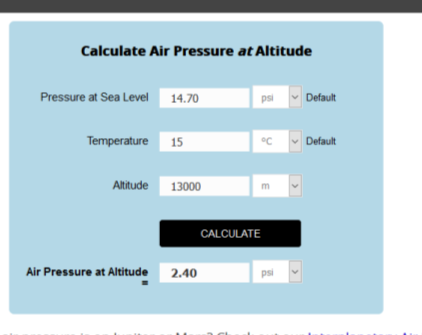 Calculate Air Pressure at Altitude
Pressure at Sea Level 14.70 psi Default
Temperature 15 °C Default
Altitude 13000 m
CALCULATE
Air Pressure at Altitude 2.40 psi
=